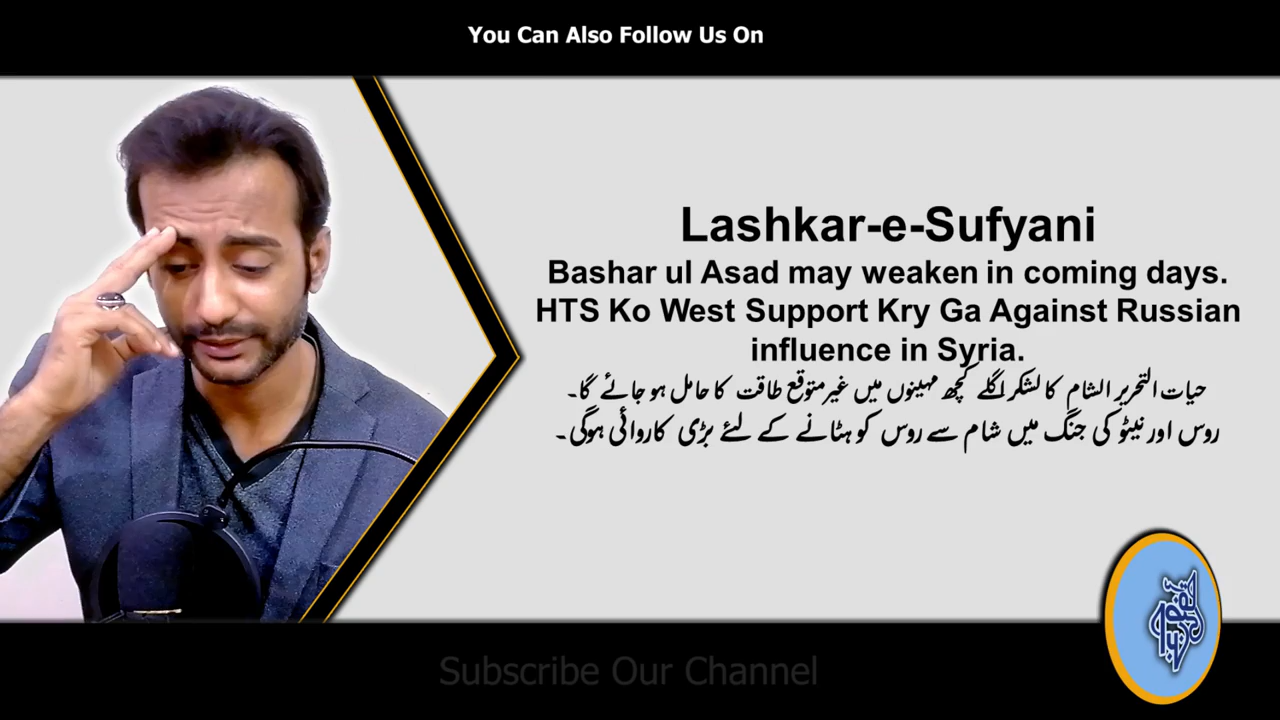 You Can Also Follow Us On
Lashkar-e-Sufyani
Bashar ul Asad may weaken in coming days.
HTS Ko West Support Kry Ga Against Russian
influence in Syria.
حیات التحریر الشام کا لشکر اگلے کچھ مہینوں میں غیر متوقع طاقت کا حامل ہو جائے گا۔
روس اور نیٹو کی جنگ میں شام سے روس کو ہٹانے کے لئے بڑی کاروائی ہوگی۔
Subscribe Our Channel